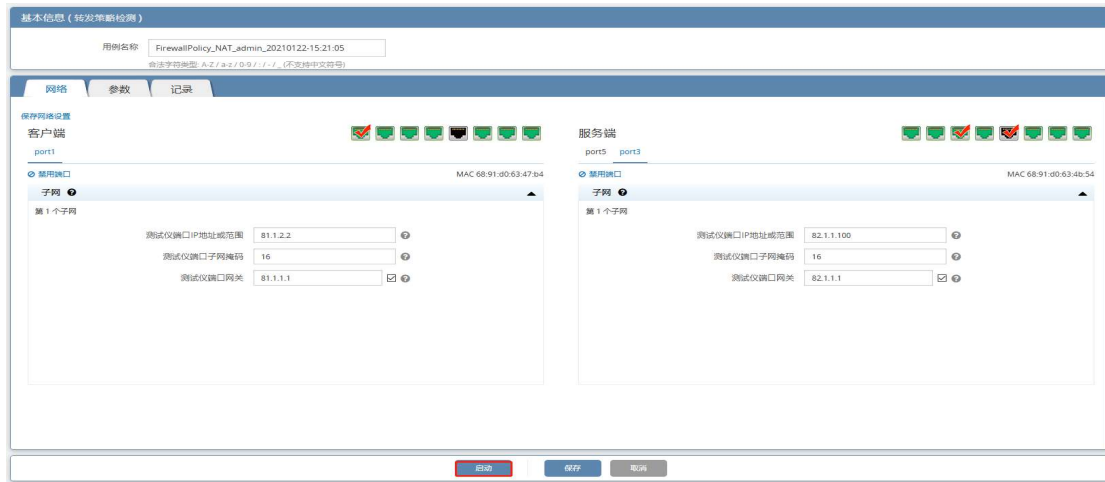 基本信息 ( 转发策略检测 )
用例名称 FirewallPolicy_NAT_admin_20210122-15:21:05
合法字符类型: A-Z / a-z / 0-9 / : / - / _ (不支持中文符号)
网络 参数 记录
保存网络设置
客户端
port1
禁用端口 MAC 68:91:d0:63:47:b4
子网
第 1 个子网
测试仪端口IP地址或范围 81.1.2.2
测试仪端口子网掩码 16
测试仪端口网关 81.1.1.1
服务端
port5 port3
禁用端口 MAC 68:91:d0:63:4b:54
子网
第 1 个子网
测试仪端口IP地址或范围 82.1.1.100
测试仪端口子网掩码 16
测试仪端口网关 82.1.1.1
启动 保存 取消